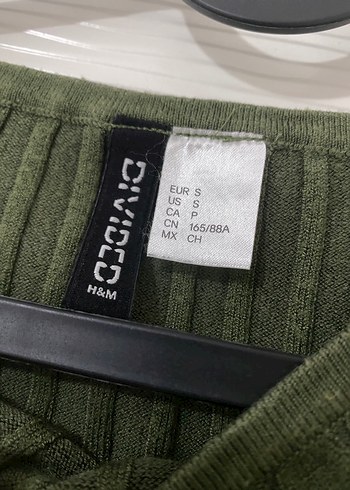 DIVIDED
H&M
EUR S
US S
CA P
CN 165/88A
MX CH